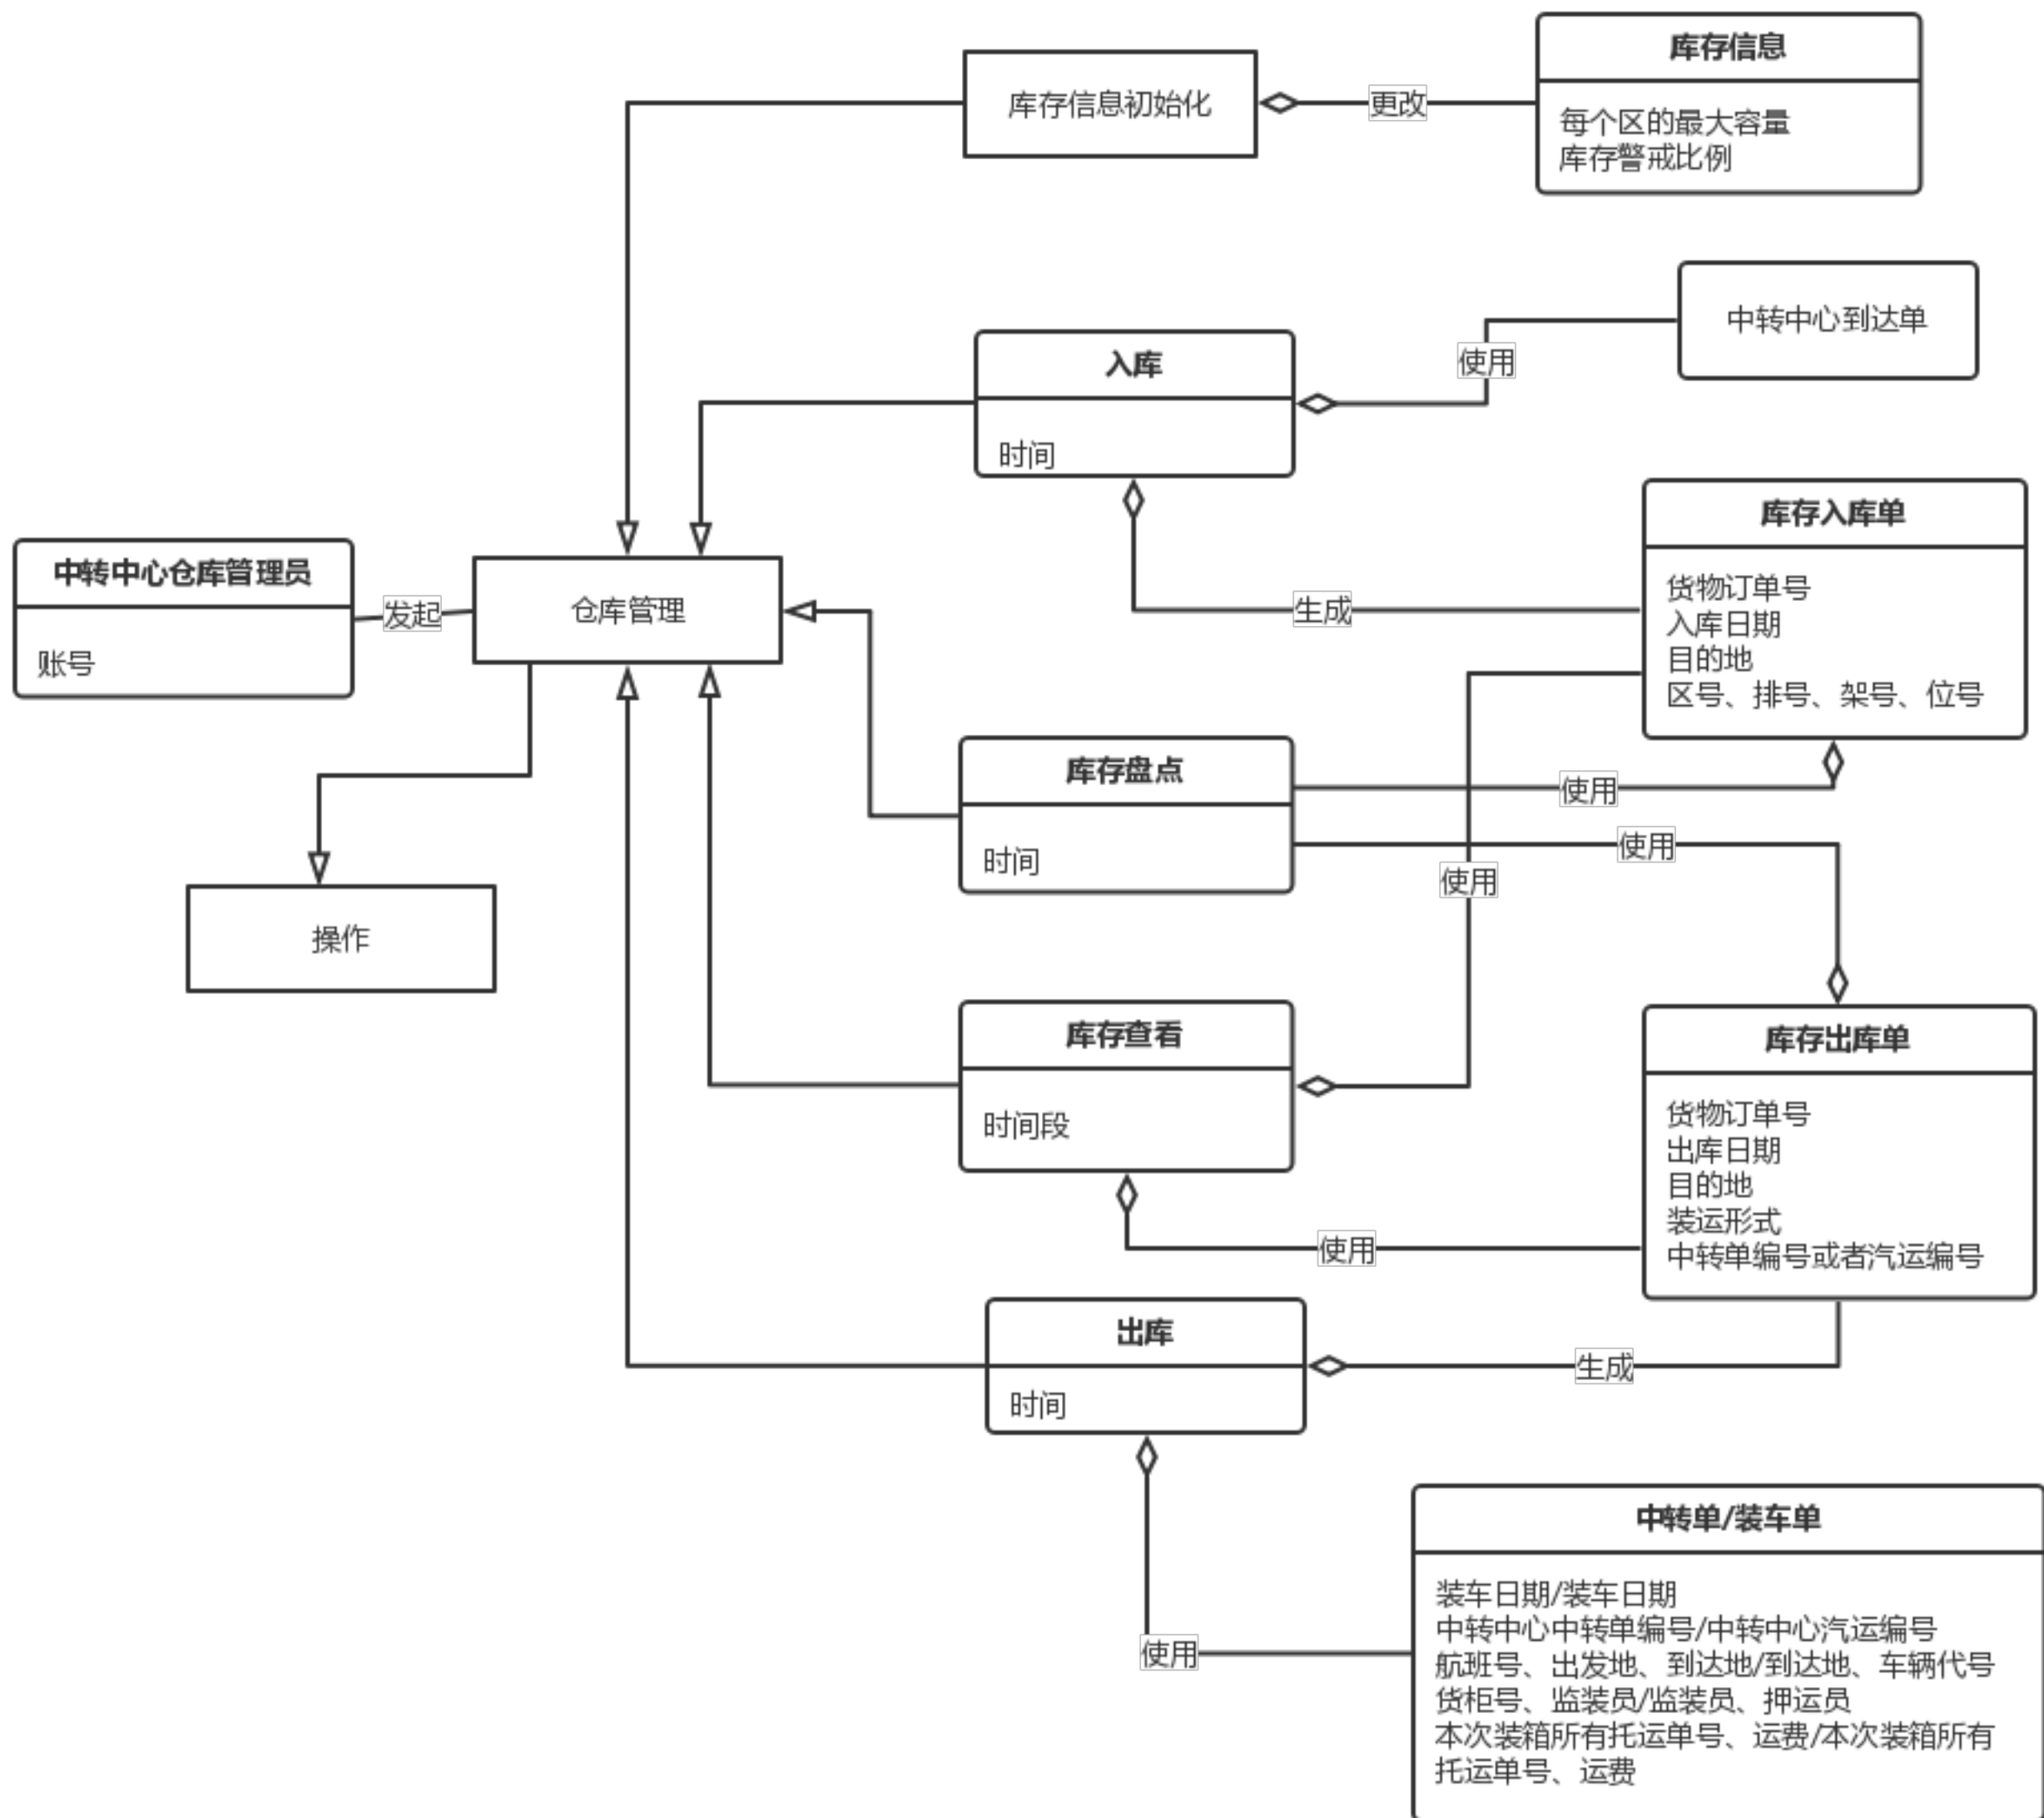 库存信息
每个区的最大容量
库存警戒比例
库存信息初始化
更改
中转中心到达单
使用
入库
时间
库存入库单
货物订单号
入库日期
目的地
区号、排号、架号、位号
生成
中转中心仓库管理员
账号
发起
仓库管理
操作
库存盘点
时间
使用
使用
使用
库存查看
时间段
使用
库存出库单
货物订单号
出库日期
目的地
装运形式
中转单编号或者汽运编号
出库
时间
生成
使用
中转单/装车单
装车日期/装车日期
中转中心中转单编号/中转中心汽运编号
航班号、出发地、到达地/到达地、车辆代号
货柜号、监装员/监装员、押运员
本次装箱所有托运单号、运费/本次装箱所有
托运单号、运费